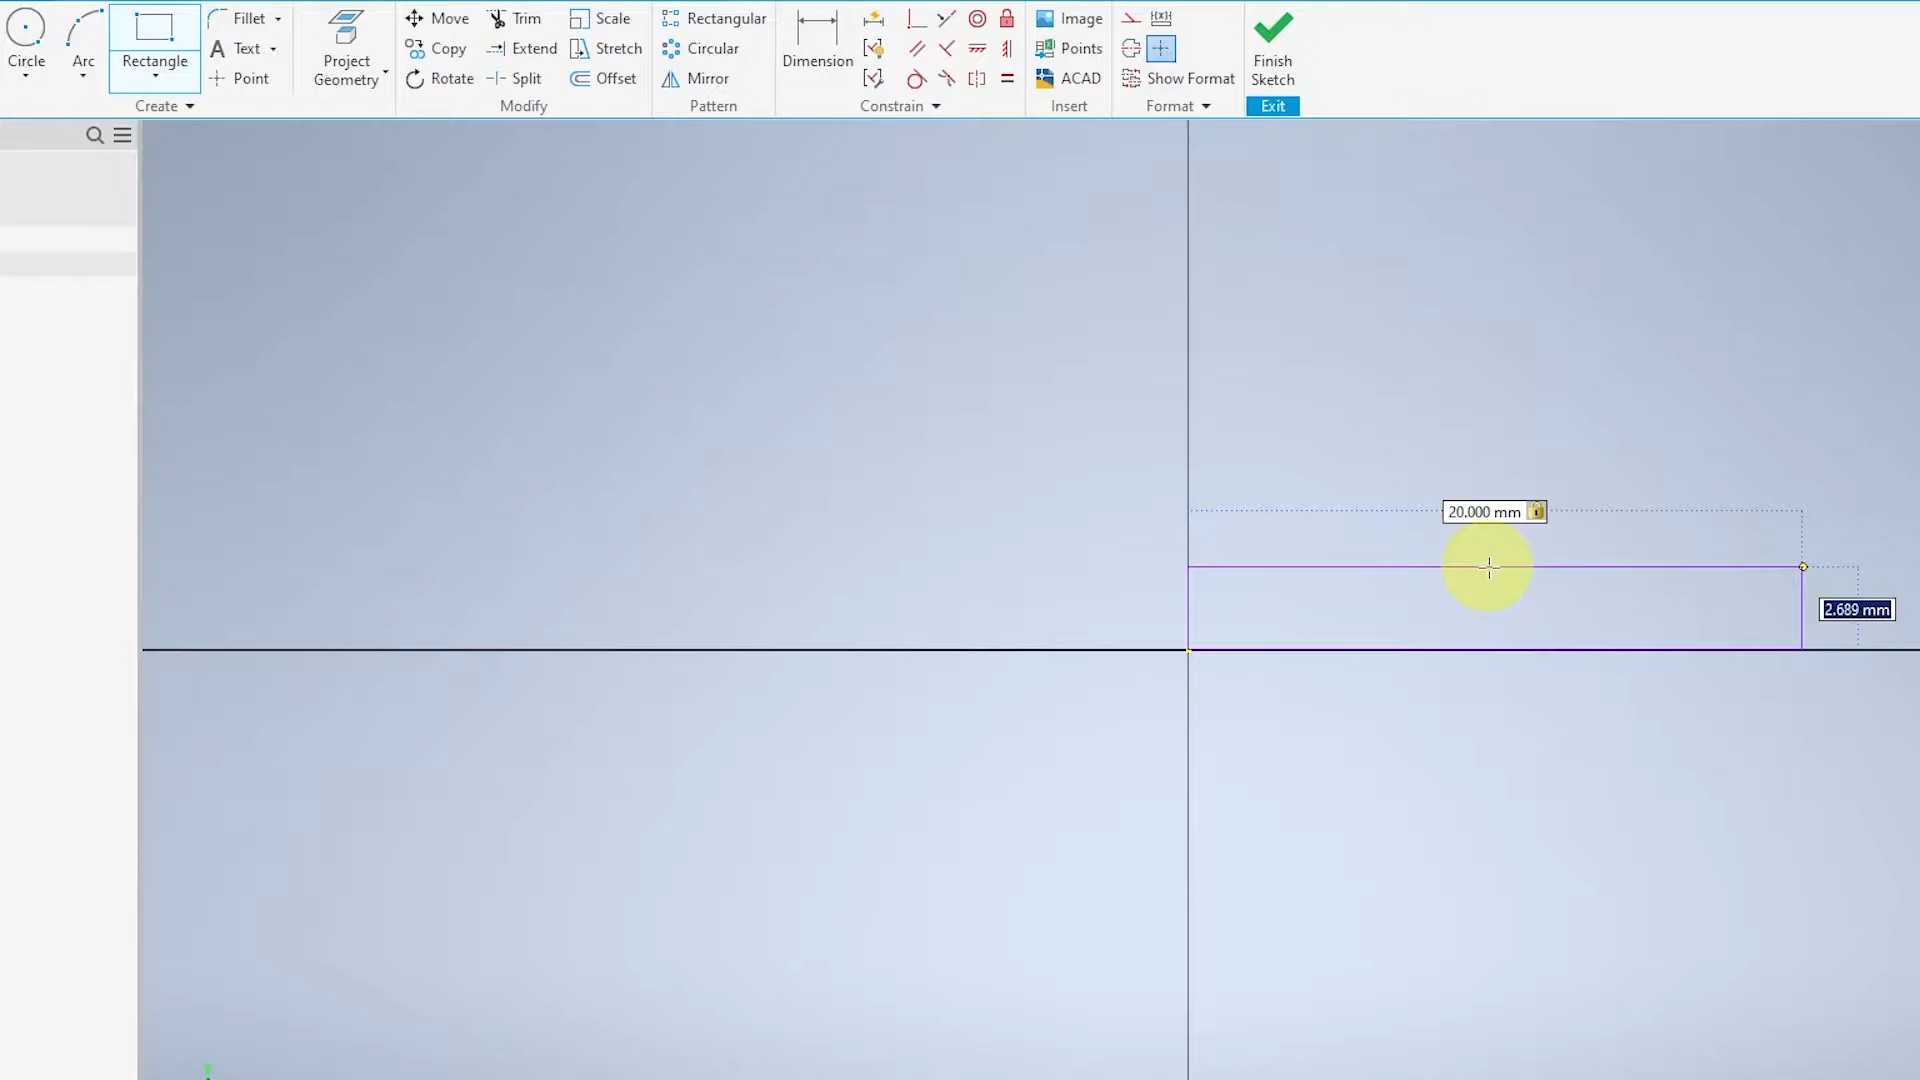 Circle
Arc
Rectangle
Fillet
Text
Point
Create
Project
Geometry
Move
Copy
Rotate
Trim
Extend
Split
Scale
Stretch
Offset
Modify
Rectangular
Circular
Mirror
Pattern
Dimension
Constrain
Image
Points
ACAD
Insert
Show Format
Format
Finish
Sketch
Exit
20.000 mm
2.689 mm